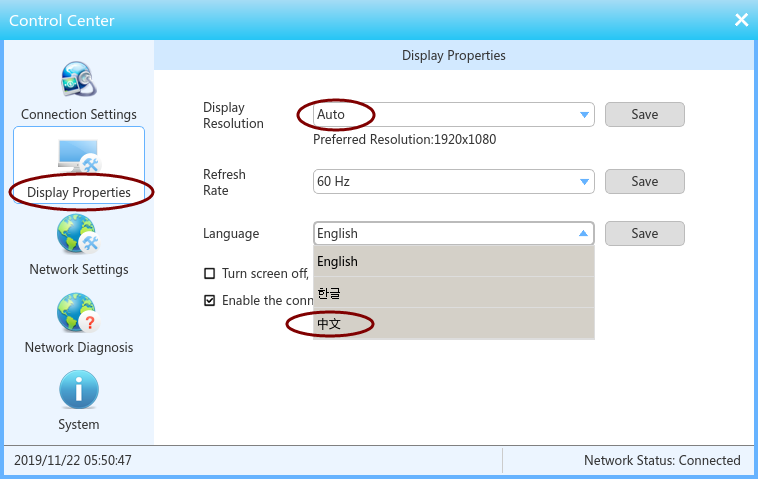 Control Center
Display Properties
Connection Settings
Display Properties
Network Settings
Network Diagnosis
System
Display
Resolution
Auto
Save
Preferred Resolution:1920x1080
Refresh
Rate
60 Hz
Save
Language
English
Save
English
한글
中文
Turn screen off,
Enable the conn
2019/11/22 05:50:47
Network Status: Connected